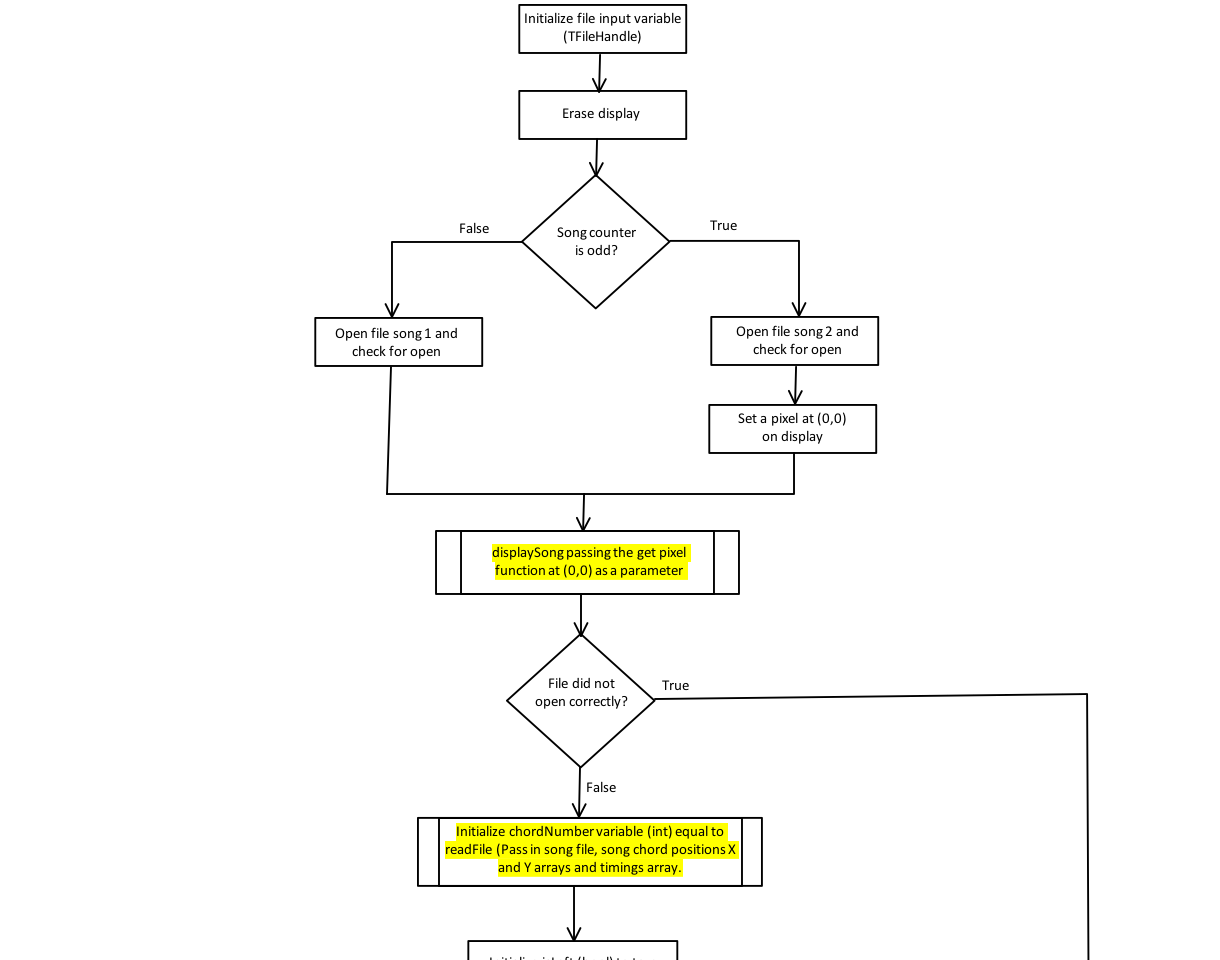 Initialize file input variable
(TFileHandle)
Erase display
Song counter
is odd?
False
True
Open file song 1 and
check for open
Open file song 2 and
check for open
Set a pixel at (0,0)
on display
displaySong passing the get pixel
function at (0,0) as a parameter
File did not
open correctly?
True
False
Initialize chordNumber variable (int) equal to
readFile (Pass in song file, song chord positions X
and Y arrays and timings array.